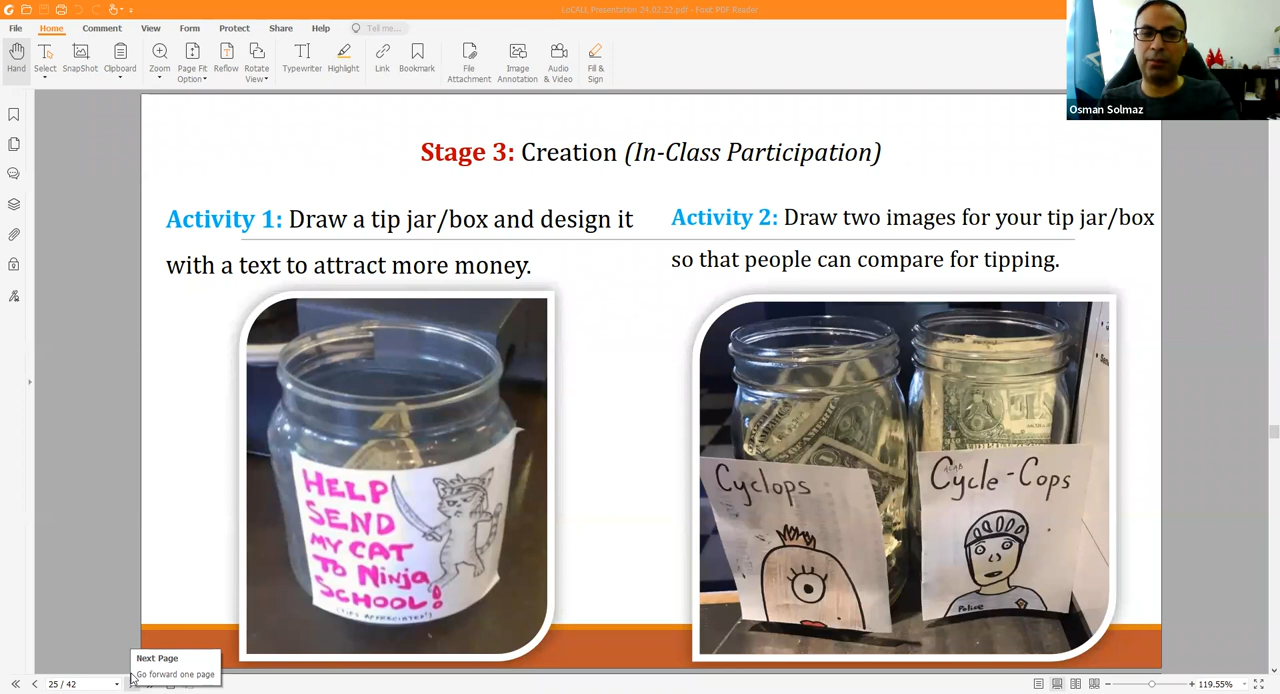 LoCALL Presentation 24.02.22.pdf - Foxit PDF Reader
File Home Comment View Form Protect Share Help Tell me...
Hand Select SnapShot Clipboard Zoom Page Fit Option Reflow Rotate View Typewriter Highlight Link Bookmark File Attachment Image Annotation Audio & Video Fill & Sign
Osman Solmaz
Stage 3: Creation (In-Class Participation)
Activity 1: Draw a tip jar/box and design it
with a text to attract more money.
Activity 2: Draw two images for your tip jar/box
so that people can compare for tipping.
HELP
SEND
MY CAT
TO NINJA
SCHOOL!
(TIPS APPRECIATED!)
Cyclops
ACAB
Cycle-Cops
Police
Next Page
Go forward one page
25 / 42
119.55%